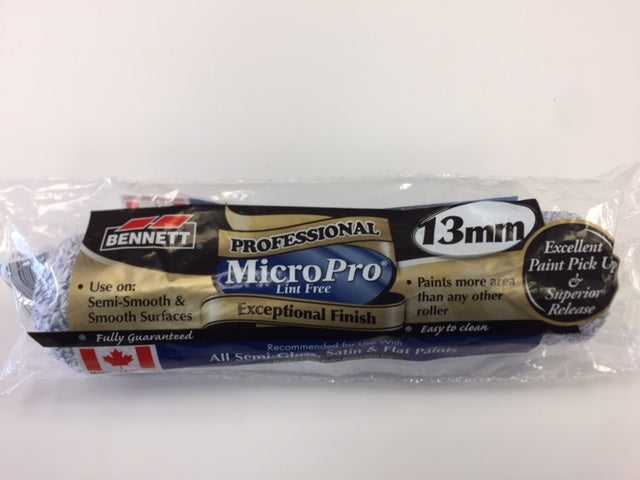 BENNETT
PROFESSIONAL
MicroPro®
Lint Free
Exceptional Finish
13mm
• Use on:
Semi-Smooth &
Smooth Surfaces
* Fully Guaranteed
• Paints more area
than any other
roller
* Easy to clean
Excellent
Paint Pick Up
&
Superior
Release
Recommended for Use With
All Semi-Gloss, Satin & Flat Paints